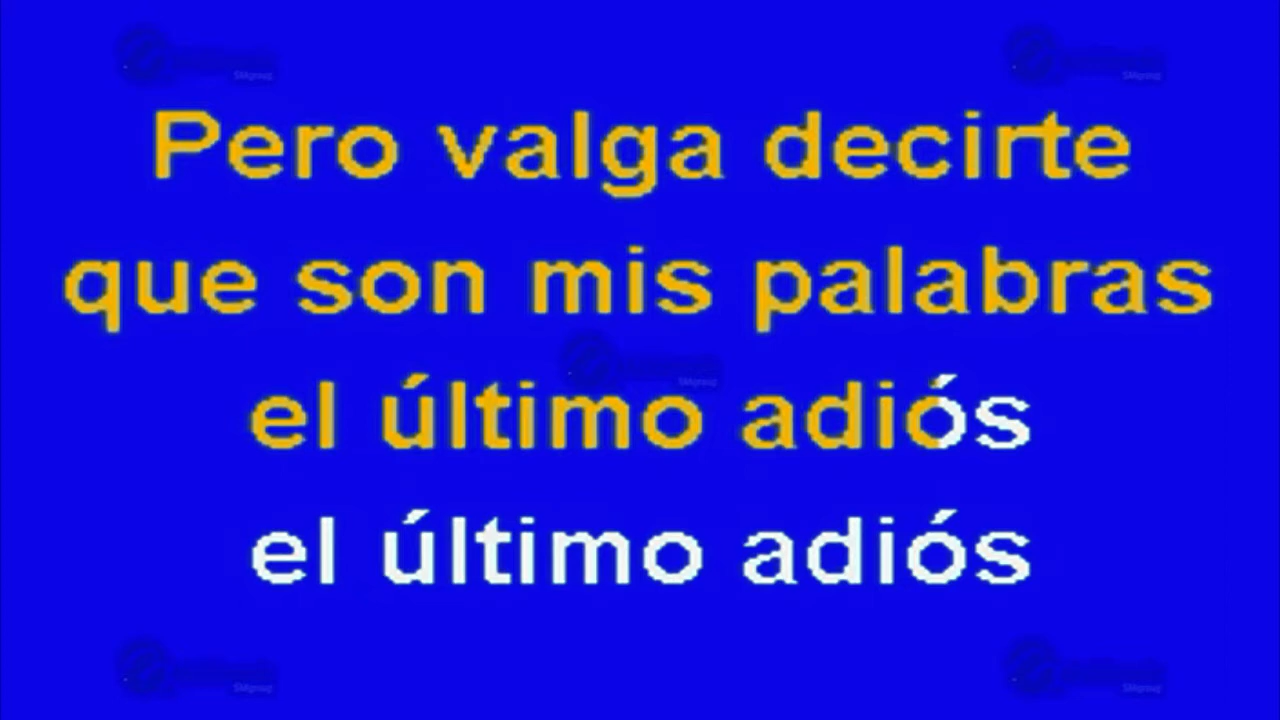 Pero valga decirte
que son mis palabras
el último adiós
el último adiós